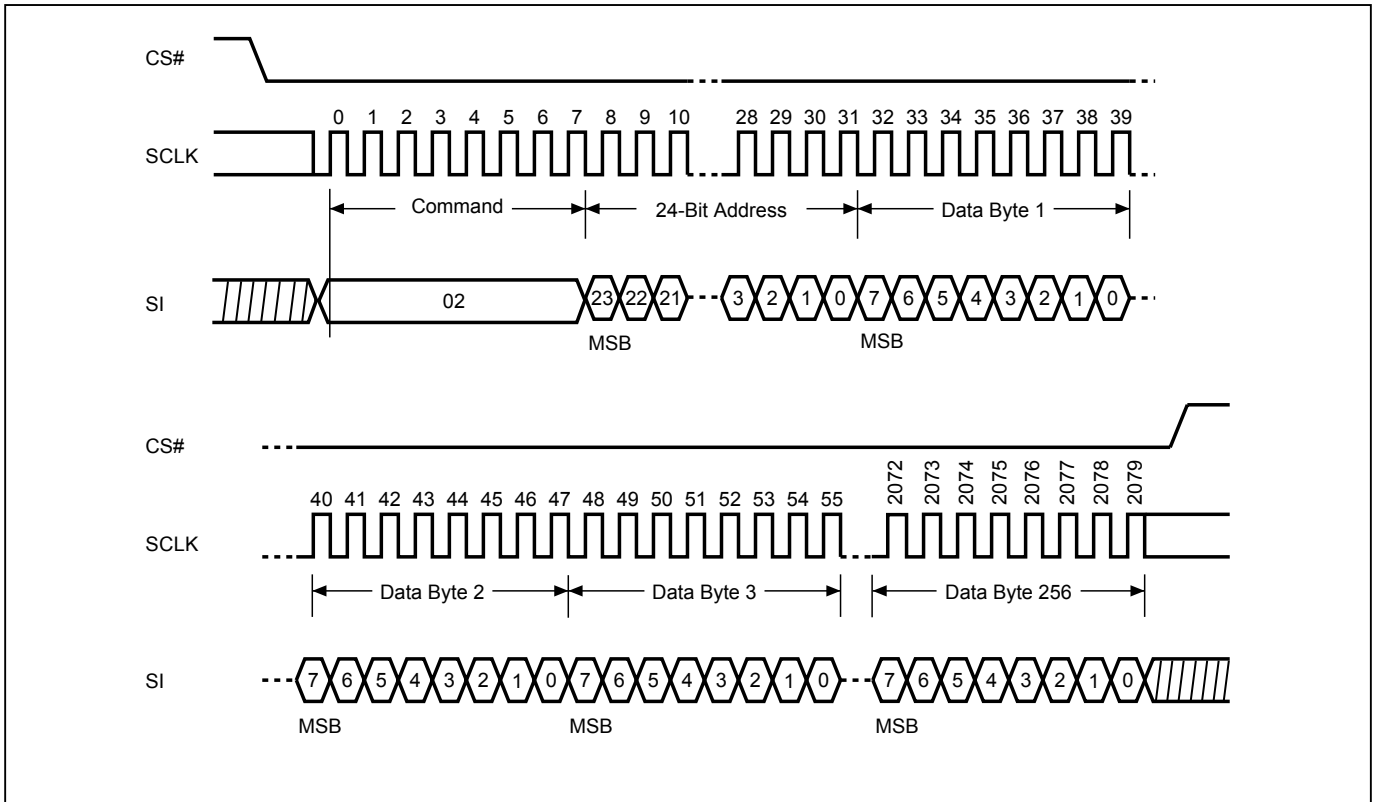 CS#
0 1 2 3 4 5 6 7 8 9 10 28 29 30 31 32 33 34 35 36 37 38 39
SCLK
Command 24-Bit Address Data Byte 1
SI 02 23 22 21 3 2 1 0 7 6 5 4 3 2 1 0
MSB MSB
CS#
40 41 42 43 44 45 46 47 48 49 50 51 52 53 54 55 2072 2073 2074 2075 2076 2077 2078 2079
SCLK
Data Byte 2 Data Byte 3 Data Byte 256
SI 7 6 5 4 3 2 1 0 7 6 5 4 3 2 1 0 7 6 5 4 3 2 1 0
MSB MSB MSB